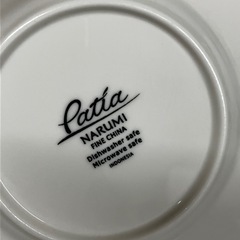 Patia
NARUMI
FINE CHINA
Dishwasher safe
Microwave safe
INDONESIA